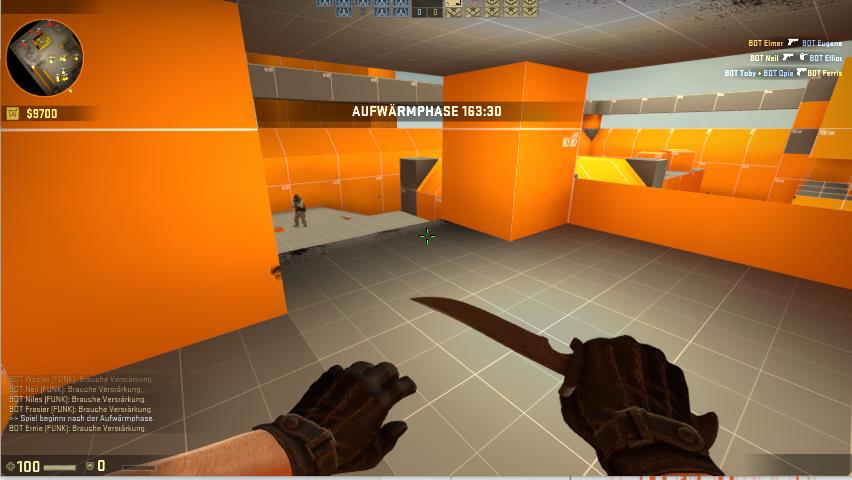 0 0
BOT Elmer BOT Eugene
BOT Neil BOT Elliot
BOT Toby + BOT Opie BOT Ferris
$9700
AUFWÄRMPHASE 163:30
BOT Wesley (FUNK): Brauche Verstärkung.
BOT Neil (FUNK): Brauche Verstärkung.
BOT Niles (FUNK): Brauche Verstärkung.
BOT Frasier (FUNK): Brauche Verstärkung.
>> Spiel beginnt nach der Aufwärmphase.
BOT Ernie (FUNK): Brauche Verstärkung.
100 0